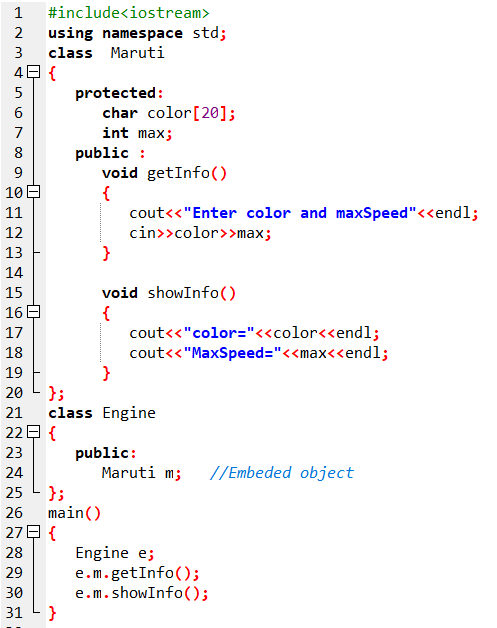 1 #include<iostream>
2 using namespace std;
3 class  Maruti
4 {
5    protected:
6       char color[20];
7       int max;
8    public :
9       void getInfo()
10       {
11          cout<<"Enter color and maxSpeed"<<endl;
12          cin>>color>>max;
13       }
14
15       void showInfo()
16       {
17          cout<<"color="<<color<<endl;
18          cout<<"MaxSpeed="<<max<<endl;
19       }
20 };
21 class Engine
22 {
23    public:
24       Maruti m;   //Embeded object
25 };
26 main()
27 {
28    Engine e;
29    e.m.getInfo();
30    e.m.showInfo();
31 }